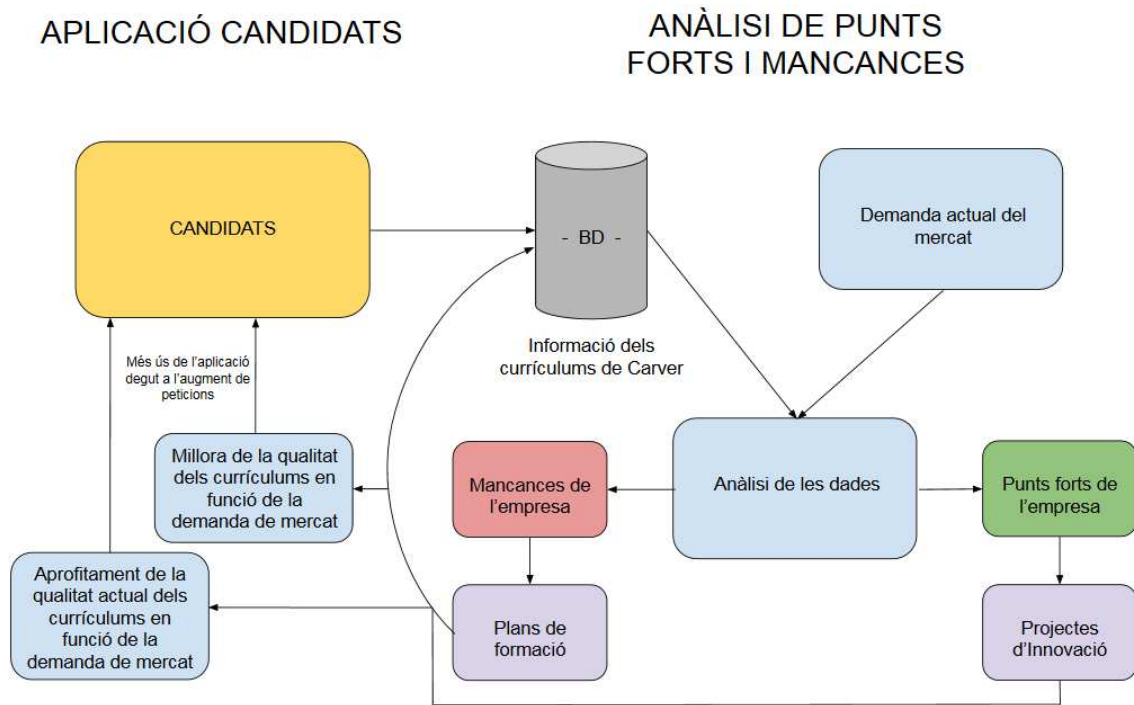 APLICACIÓ CANDIDATS
ANÀLISI DE PUNTS
FORTS I MANCANCES
CANDIDATS
- BD -
Informació dels
currículums de Carver
Demanda actual del
mercat
Més ús de l'aplicació
degut a l'augment de
peticions
Millora de la qualitat
dels currículums en
funció de la
demanda de mercat
Mancances de
l'empresa
Anàlisi de les dades
Punts forts de
l'empresa
Aprofitament de la
qualitat actual dels
currículums en
funció de la
demanda de mercat
Plans de
formació
Projectes
d'Innovació